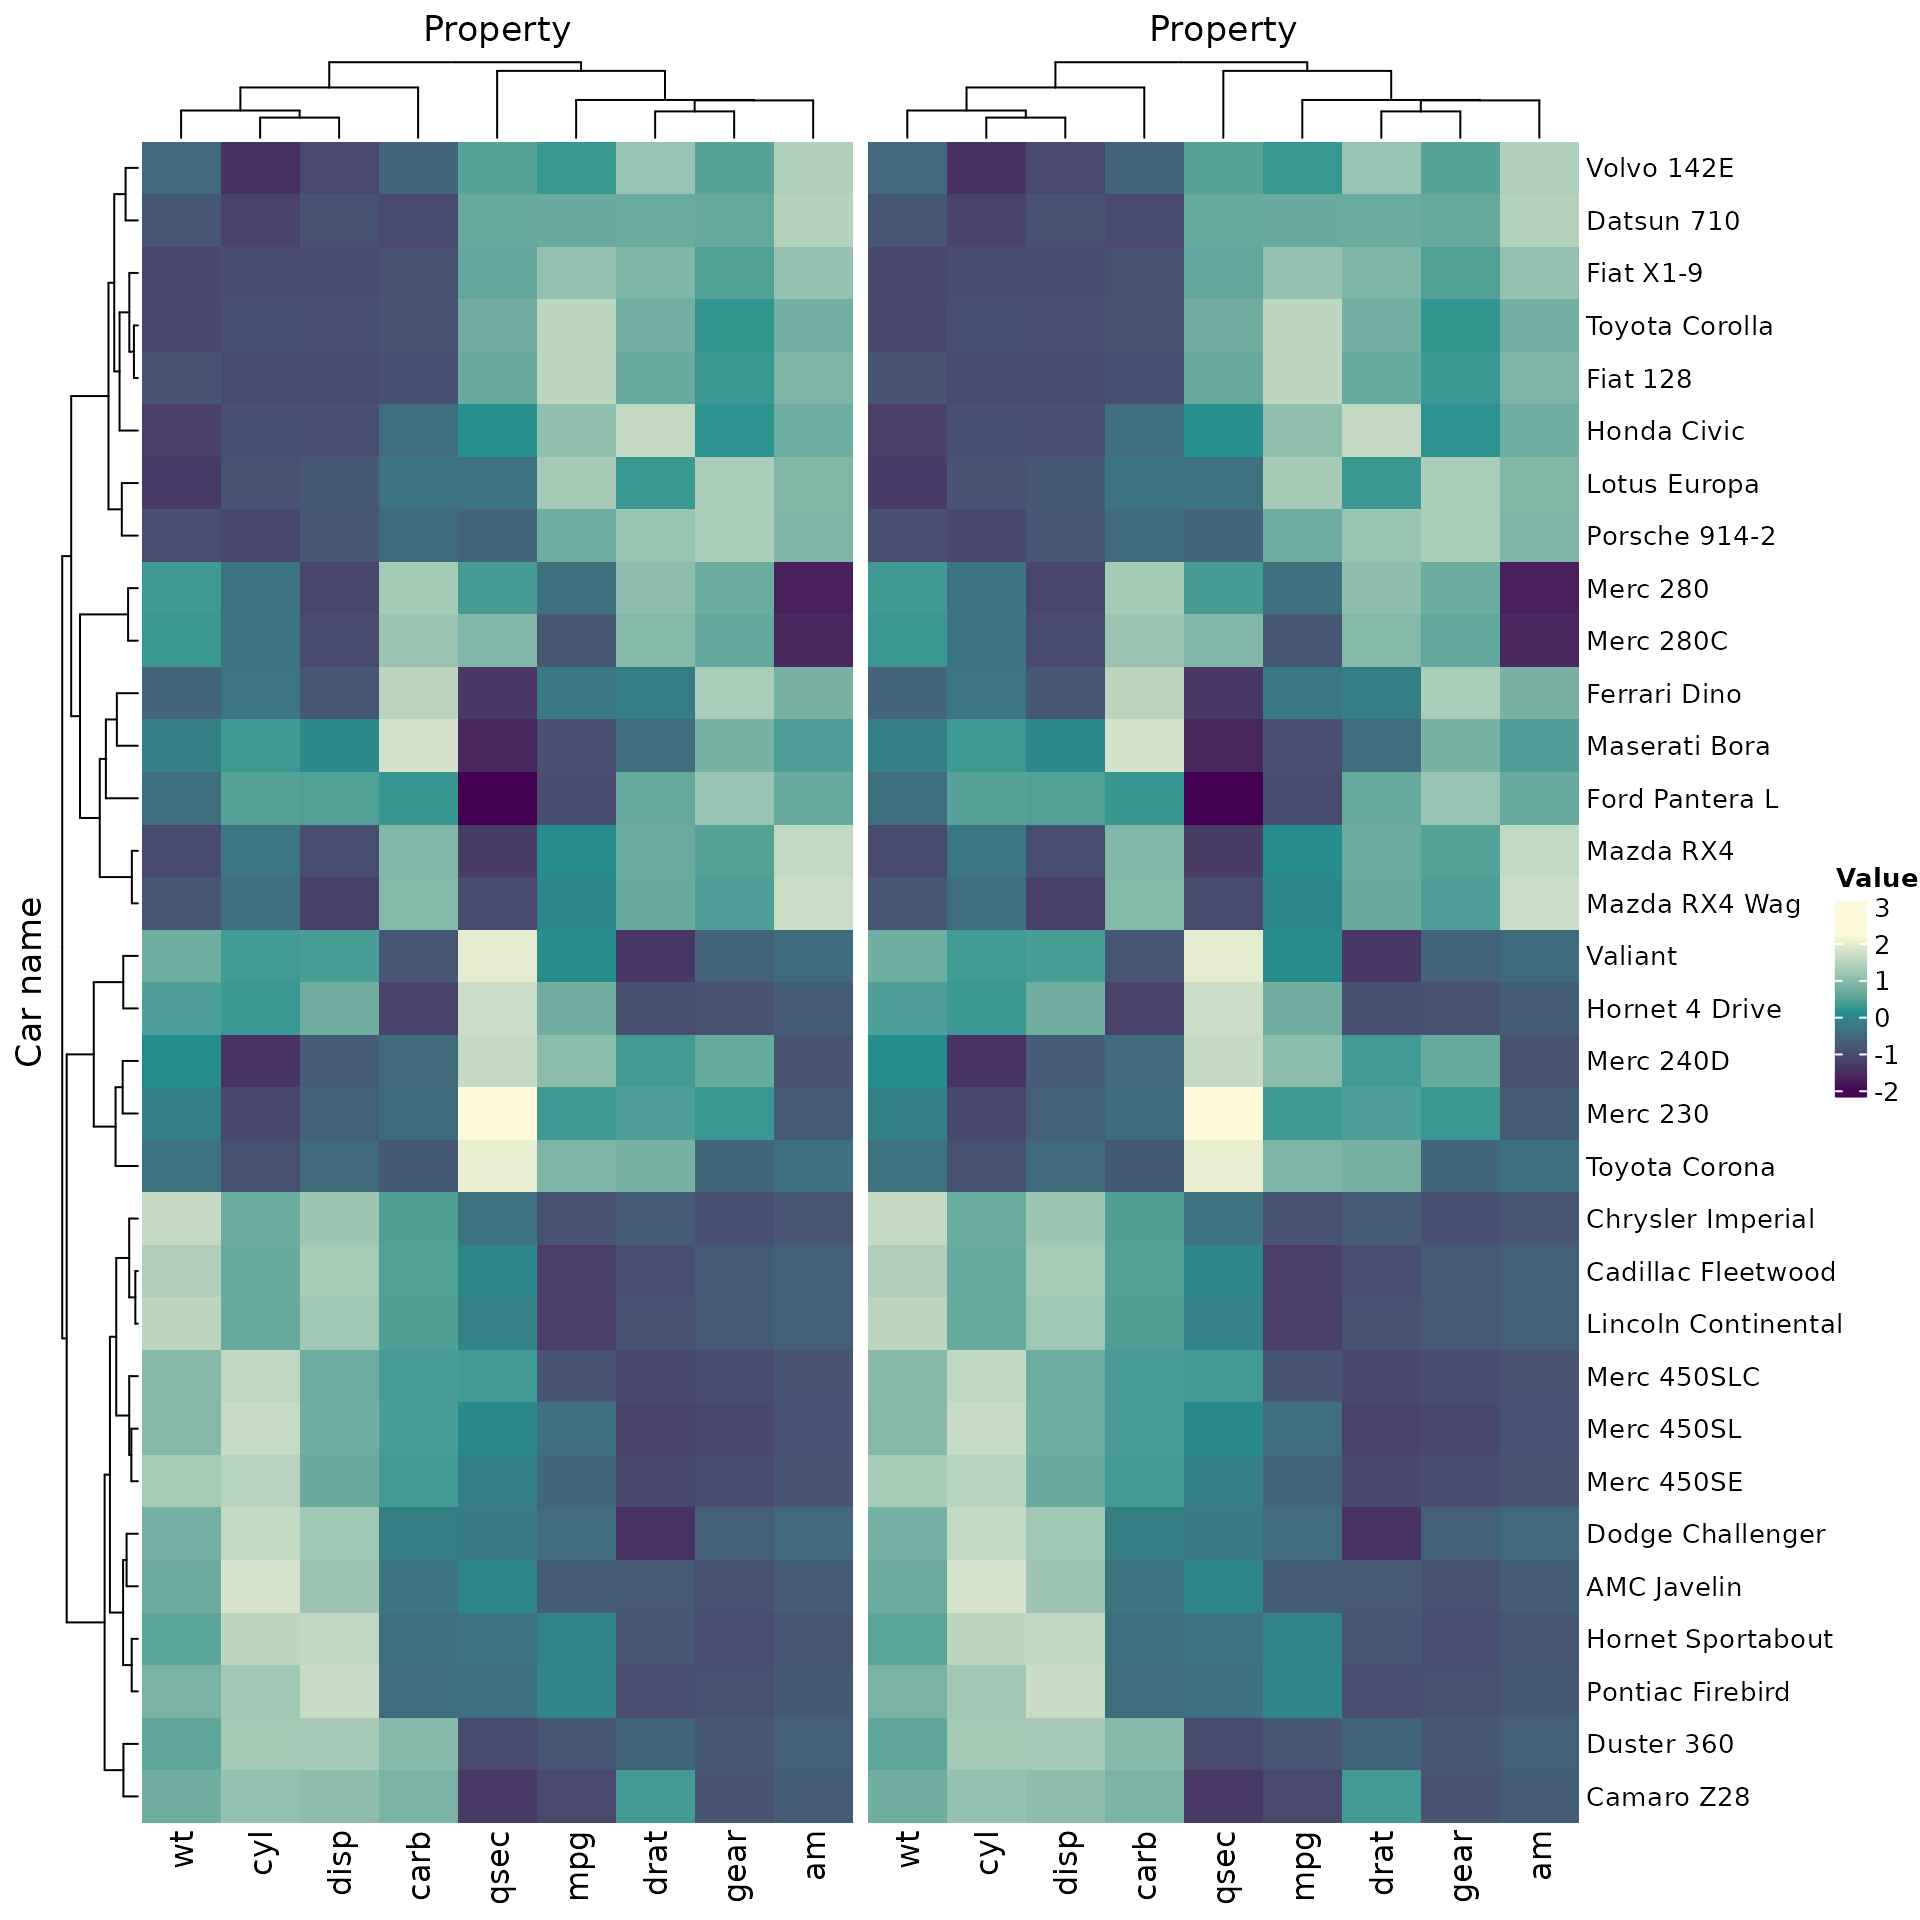 Property
Property
Car name
Volvo 142E
Datsun 710
Fiat X1-9
Toyota Corolla
Fiat 128
Honda Civic
Lotus Europa
Porsche 914-2
Merc 280
Merc 280C
Ferrari Dino
Maserati Bora
Ford Pantera L
Mazda RX4
Mazda RX4 Wag
Valiant
Hornet 4 Drive
Merc 240D
Merc 230
Toyota Corona
Chrysler Imperial
Cadillac Fleetwood
Lincoln Continental
Merc 450SLC
Merc 450SL
Merc 450SE
Dodge Challenger
AMC Javelin
Hornet Sportabout
Pontiac Firebird
Duster 360
Camaro Z28
Value
3
2
1
0
-1
-2
wt
cyl
disp
carb
qsec
mpg
drat
gear
am
wt
cyl
disp
carb
qsec
mpg
drat
gear
am